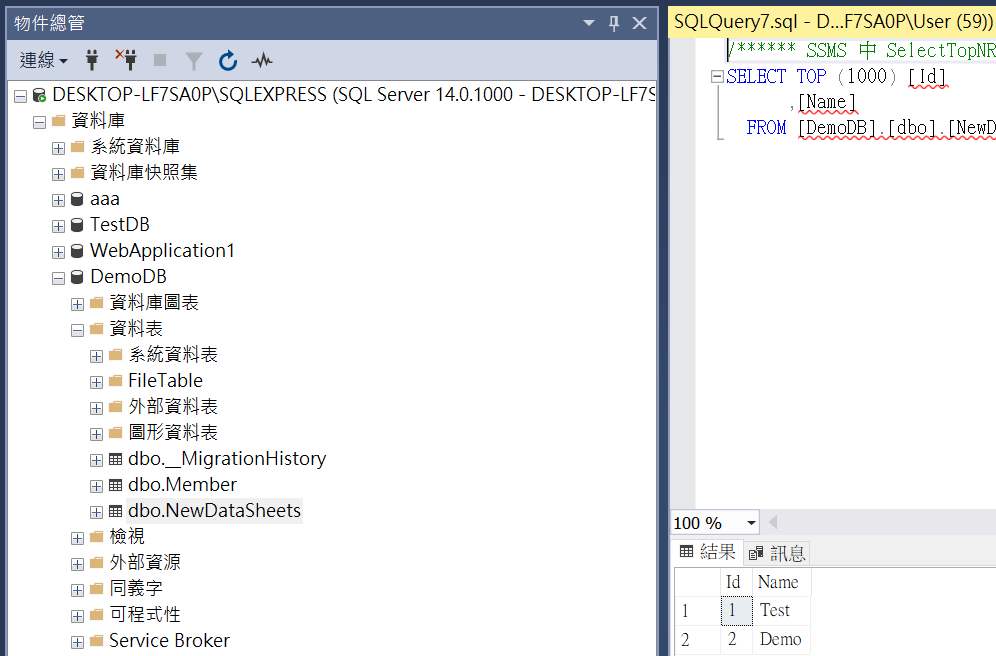 物件總管
連線
DESKTOP-LF7SA0P\SQLEXPRESS (SQL Server 14.0.1000 - DESKTOP-LF7S
資料庫
系統資料庫
資料庫快照集
aaa
TestDB
WebApplication1
DemoDB
資料庫圖表
資料表
系統資料表
FileTable
外部資料表
圖形資料表
dbo.__MigrationHistory
dbo.Member
dbo.NewDataSheets
檢視
外部資源
同義字
可程式性
Service Broker
SQLQuery7.sql - D...F7SA0P\User (59))
/****** SSMS 中 SelectTopNR
SELECT TOP (1000) [Id]
,[Name]
FROM [DemoDB].[dbo].[NewD
100 %
結果 訊息
Id Name
1 1 Test
2 2 Demo